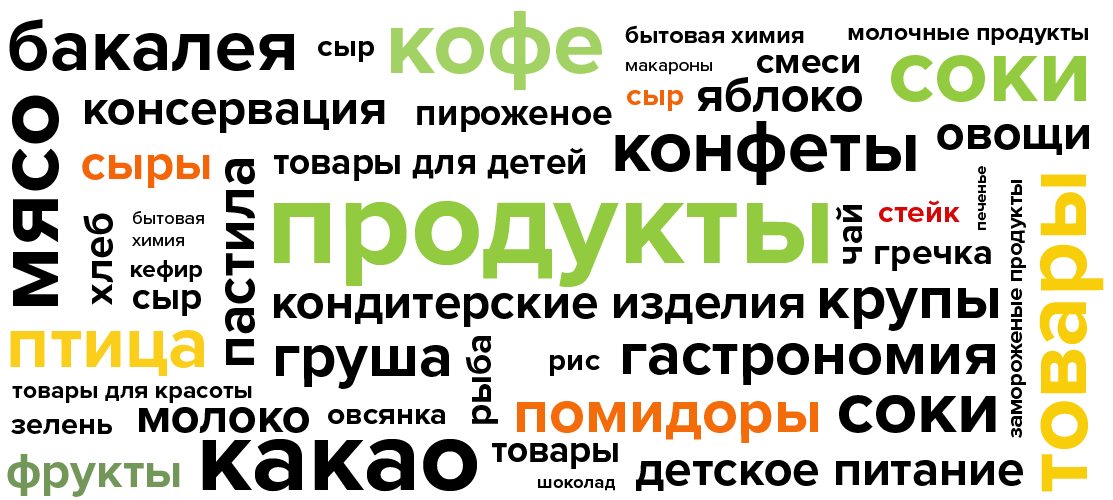 бакалея
сыр
кофе
бытовая химия
молочные продукты
макароны
смеси
соки
сыр
яблоко
мясо
консервация
пироженое
конфеты
овощи
сыры
товары для детей
пастила
хлеб
бытовая
химия
кефир
сыр
продукты
чай
стейк
печенье
гречка
замороженые продукты
товары
кондитерские изделия
крупы
птица
груша
рыба
рис
гастрономия
товары для красоты
зелень
молоко
овсянка
помидоры
соки
фрукты
какао
товары
шоколад
детское питание